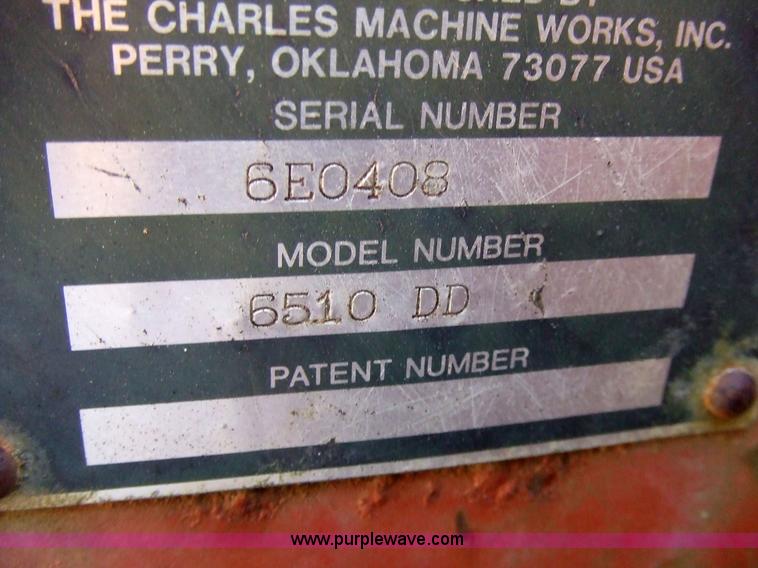 BY
THE CHARLES MACHINE WORKS, INC.
PERRY, OKLAHOMA 73077 USA
SERIAL NUMBER
6E0408
MODEL NUMBER
6510 DD
PATENT NUMBER
www.purplewave.com